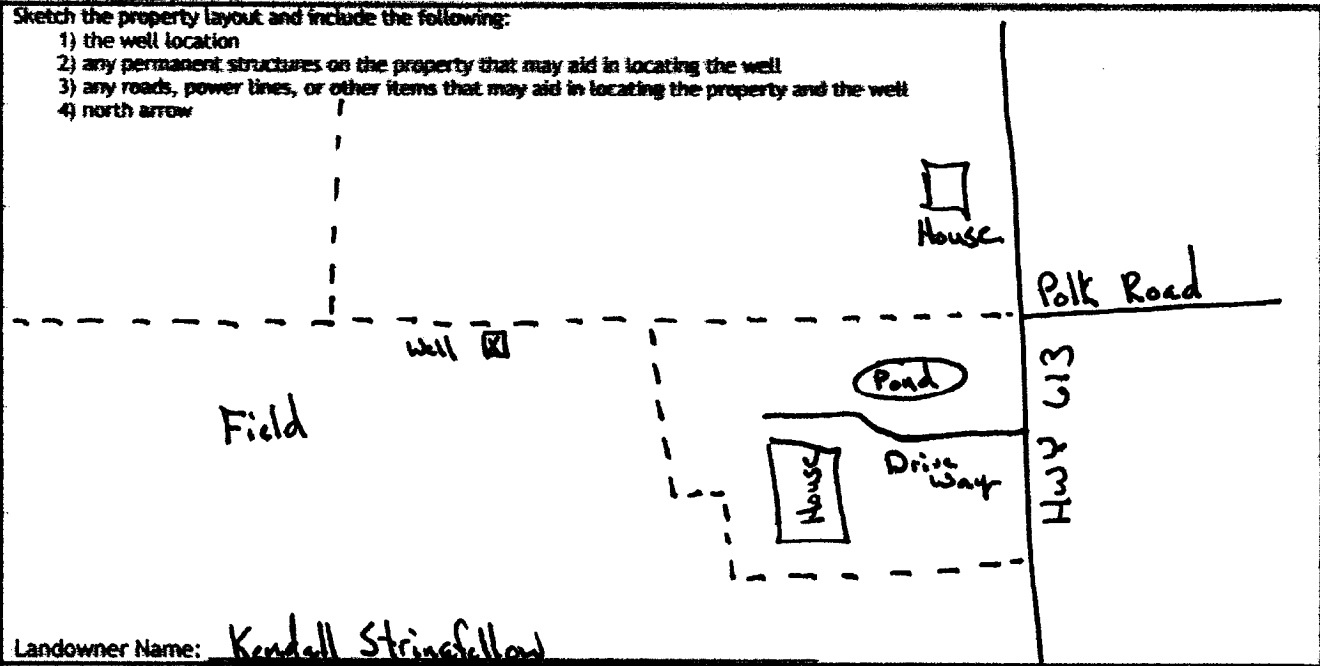 Sketch the property layout and include the following:
1) the well location
2) any permanent structures on the property that may aid in locating the well
3) any roads, power lines, or other items that may aid in locating the property and the well
4) north arrow
House
Polk Road
Well X
Pond
HWY 613
Field
House
Drive
Way
Landowner Name: Kendall Stringfellow